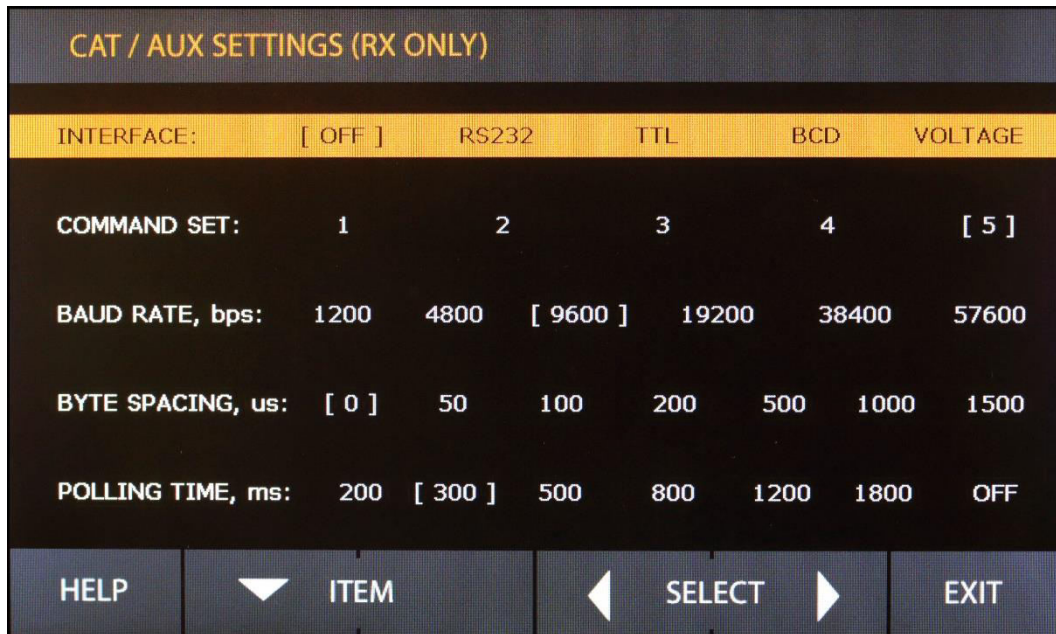 CAT / AUX SETTINGS (RX ONLY)
INTERFACE: [ OFF ] RS232 TTL BCD VOLTAGE
COMMAND SET: 1 2 3 4 [ 5 ]
BAUD RATE, bps: 1200 4800 [ 9600 ] 19200 38400 57600
BYTE SPACING, us: [ 0 ] 50 100 200 500 1000 1500
POLLING TIME, ms: 200 [ 300 ] 500 800 1200 1800 OFF
HELP ITEM SELECT EXIT